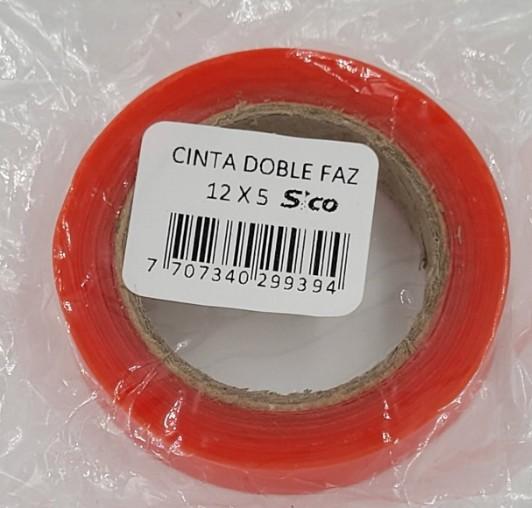 CINTA DOBLE FAZ
12 X 5 Sico
7 707340 299394